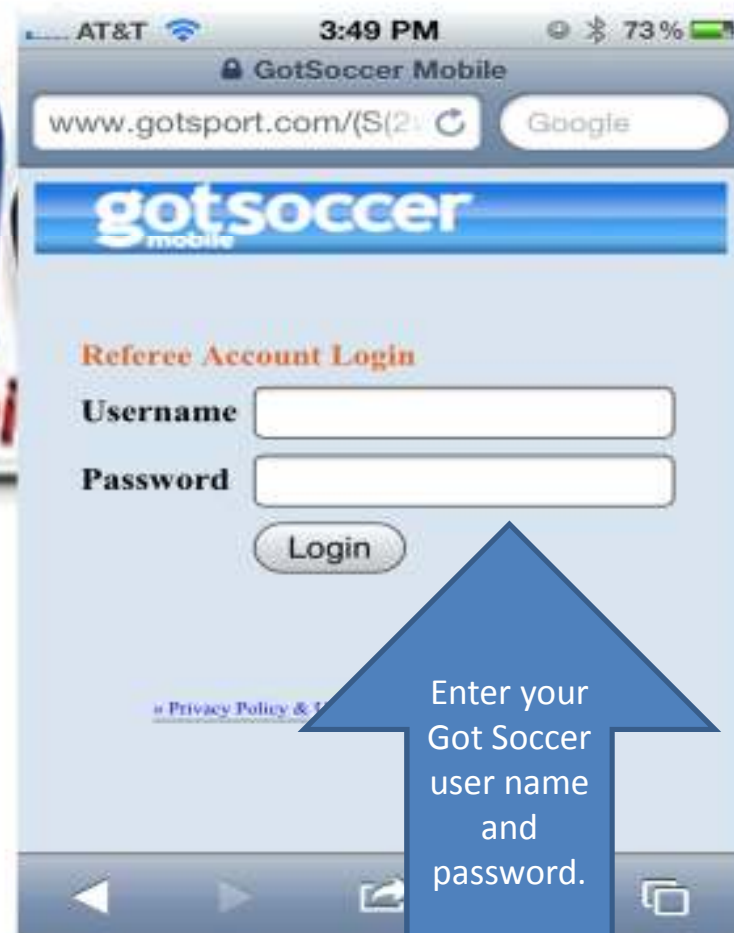 AT&T 3:49 PM 73%
GotSoccer Mobile
www.gotsport.com/(S(2 Google
gotsoccer
mobile
Referee Account Login
Username
Password
Login
» Privacy Policy &
Enter your
Got Soccer
user name
and
password.